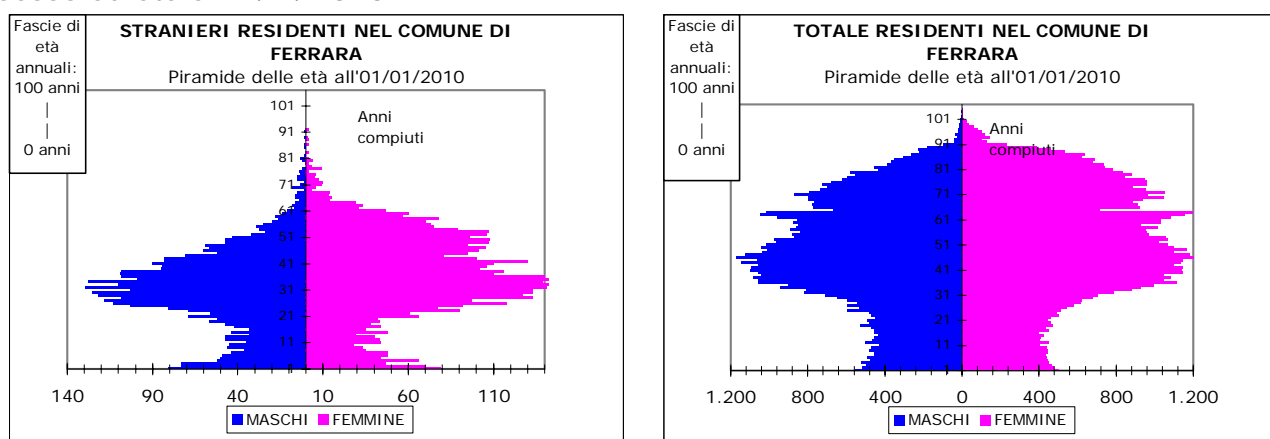 Fascie di
età
annuali:
100 anni
|
|
0 anni
STRANIERI RESIDENTI NEL COMUNE DI
FERRARA
Piramide delle età all'01/01/2010
Anni
compiuti
101
91
81
71
61
51
41
31
21
11
1
140 90 40 10 60 110
MASCHI FEMMINE
Fascie di
età
annuali:
100 anni
|
|
0 anni
TOTALE RESIDENTI NEL COMUNE DI
FERRARA
Piramide delle età all'01/01/2010
Anni
compiuti
101
91
81
71
61
51
41
31
21
11
1
1.200 800 400 0 400 800 1.200
MASCHI FEMMINE